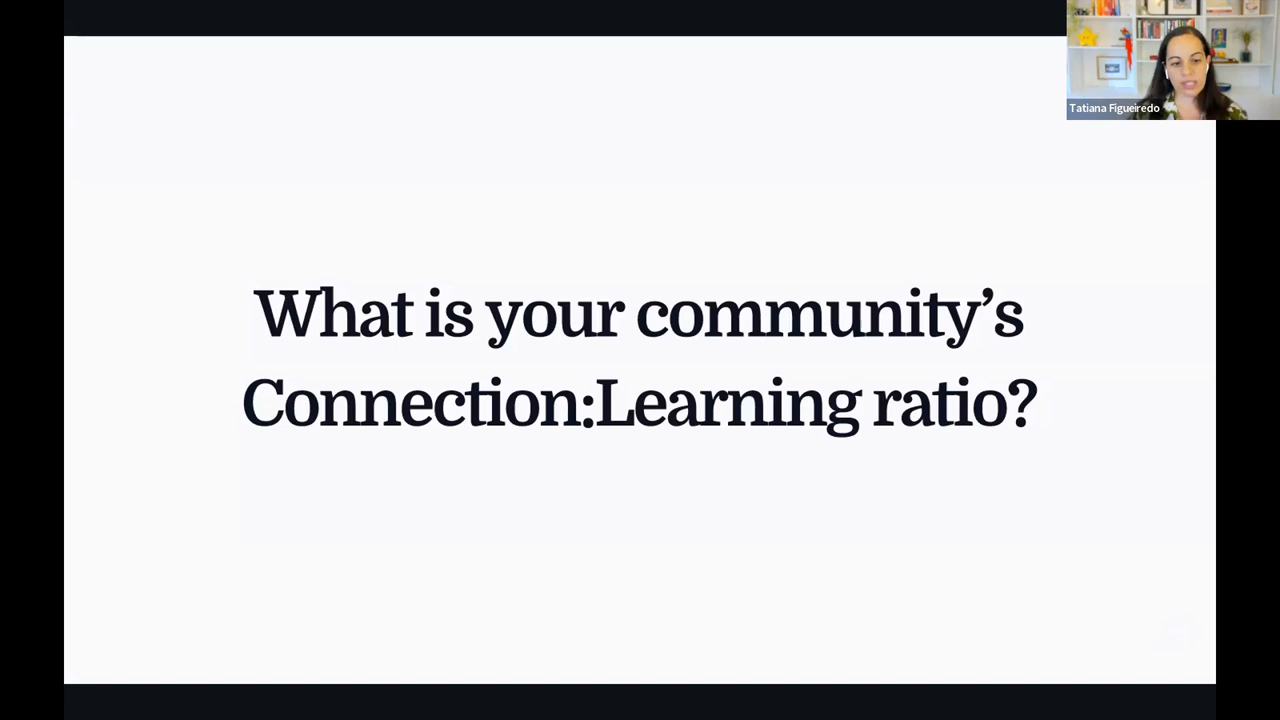 Tatiana Figueiredo
What is your community’s
Connection:Learning ratio?